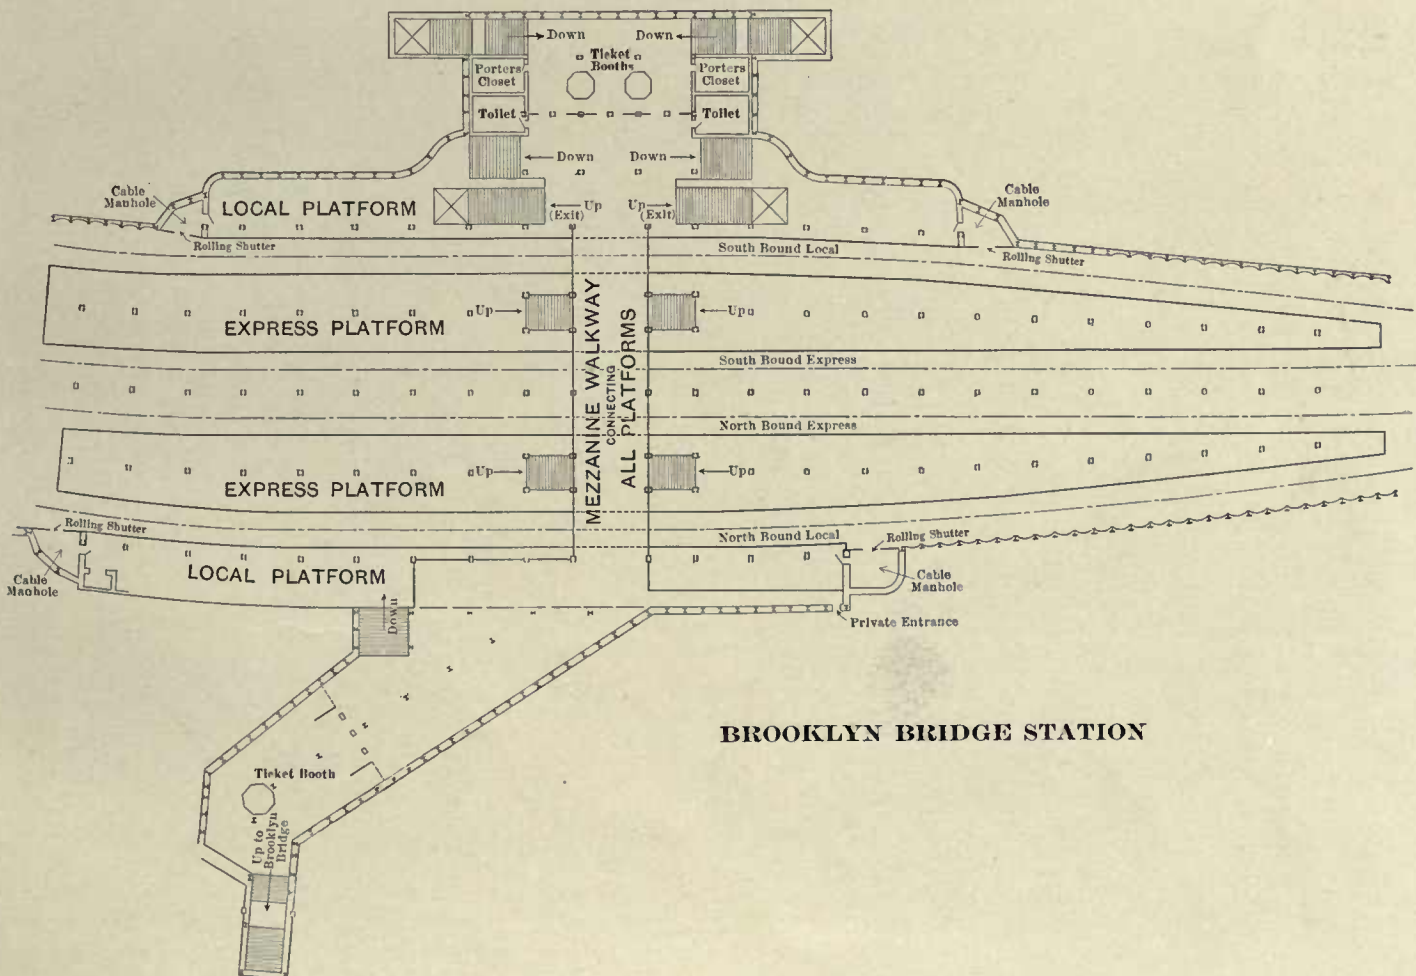 Down
Down
Ticket
Booths
Porters
Closet
Porters
Closet
Toilet
Toilet
Down
Down
Cable
Manhole
Cable
Manhole
LOCAL PLATFORM
Up
(Exit)
Up
(Exit)
Rolling Shutter
South Bound Local
Rolling Shutter
EXPRESS PLATFORM
Up
Up
MEZZANINE WALKWAY
CONNECTING
ALL PLATFORMS
South Bound Express
North Bound Express
EXPRESS PLATFORM
Up
Up
Rolling Shutter
North Bound Local
Rolling Shutter
LOCAL PLATFORM
Cable
Manhole
Cable
Manhole
Down
Private Entrance
BROOKLYN BRIDGE STATION
Ticket Booth
Up to
Brooklyn
Bridge